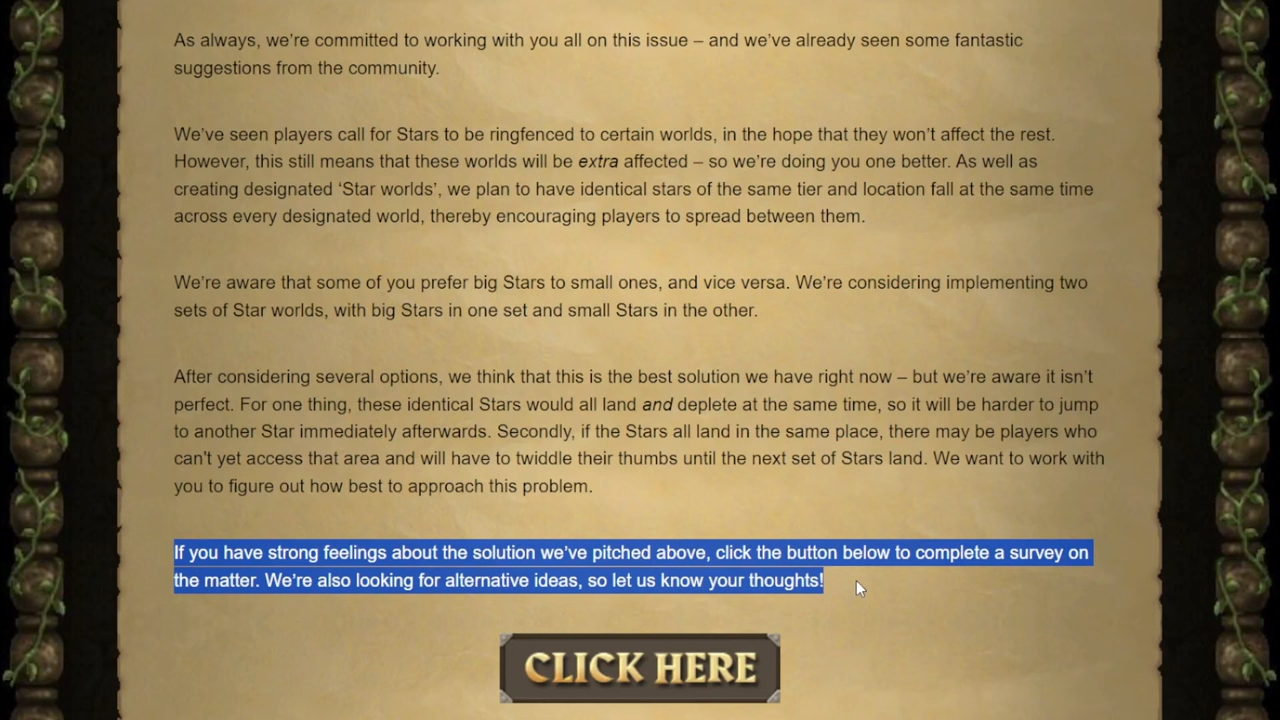 As always, we’re committed to working with you all on this issue – and we’ve already seen some fantastic
suggestions from the community.
We’ve seen players call for Stars to be ringfenced to certain worlds, in the hope that they won’t affect the rest.
However, this still means that these worlds will be extra affected – so we’re doing you one better. As well as
creating designated ‘Star worlds’, we plan to have identical stars of the same tier and location fall at the same time
across every designated world, thereby encouraging players to spread between them.
We’re aware that some of you prefer big Stars to small ones, and vice versa. We’re considering implementing two
sets of Star worlds, with big Stars in one set and small Stars in the other.
After considering several options, we think that this is the best solution we have right now – but we’re aware it isn’t
perfect. For one thing, these identical Stars would all land and deplete at the same time, so it will be harder to jump
to another Star immediately afterwards. Secondly, if the Stars all land in the same place, there may be players who
can't yet access that area and will have to twiddle their thumbs until the next set of Stars land. We want to work with
you to figure out how best to approach this problem.
If you have strong feelings about the solution we’ve pitched above, click the button below to complete a survey on
the matter. We’re also looking for alternative ideas, so let us know your thoughts!
CLICK HERE